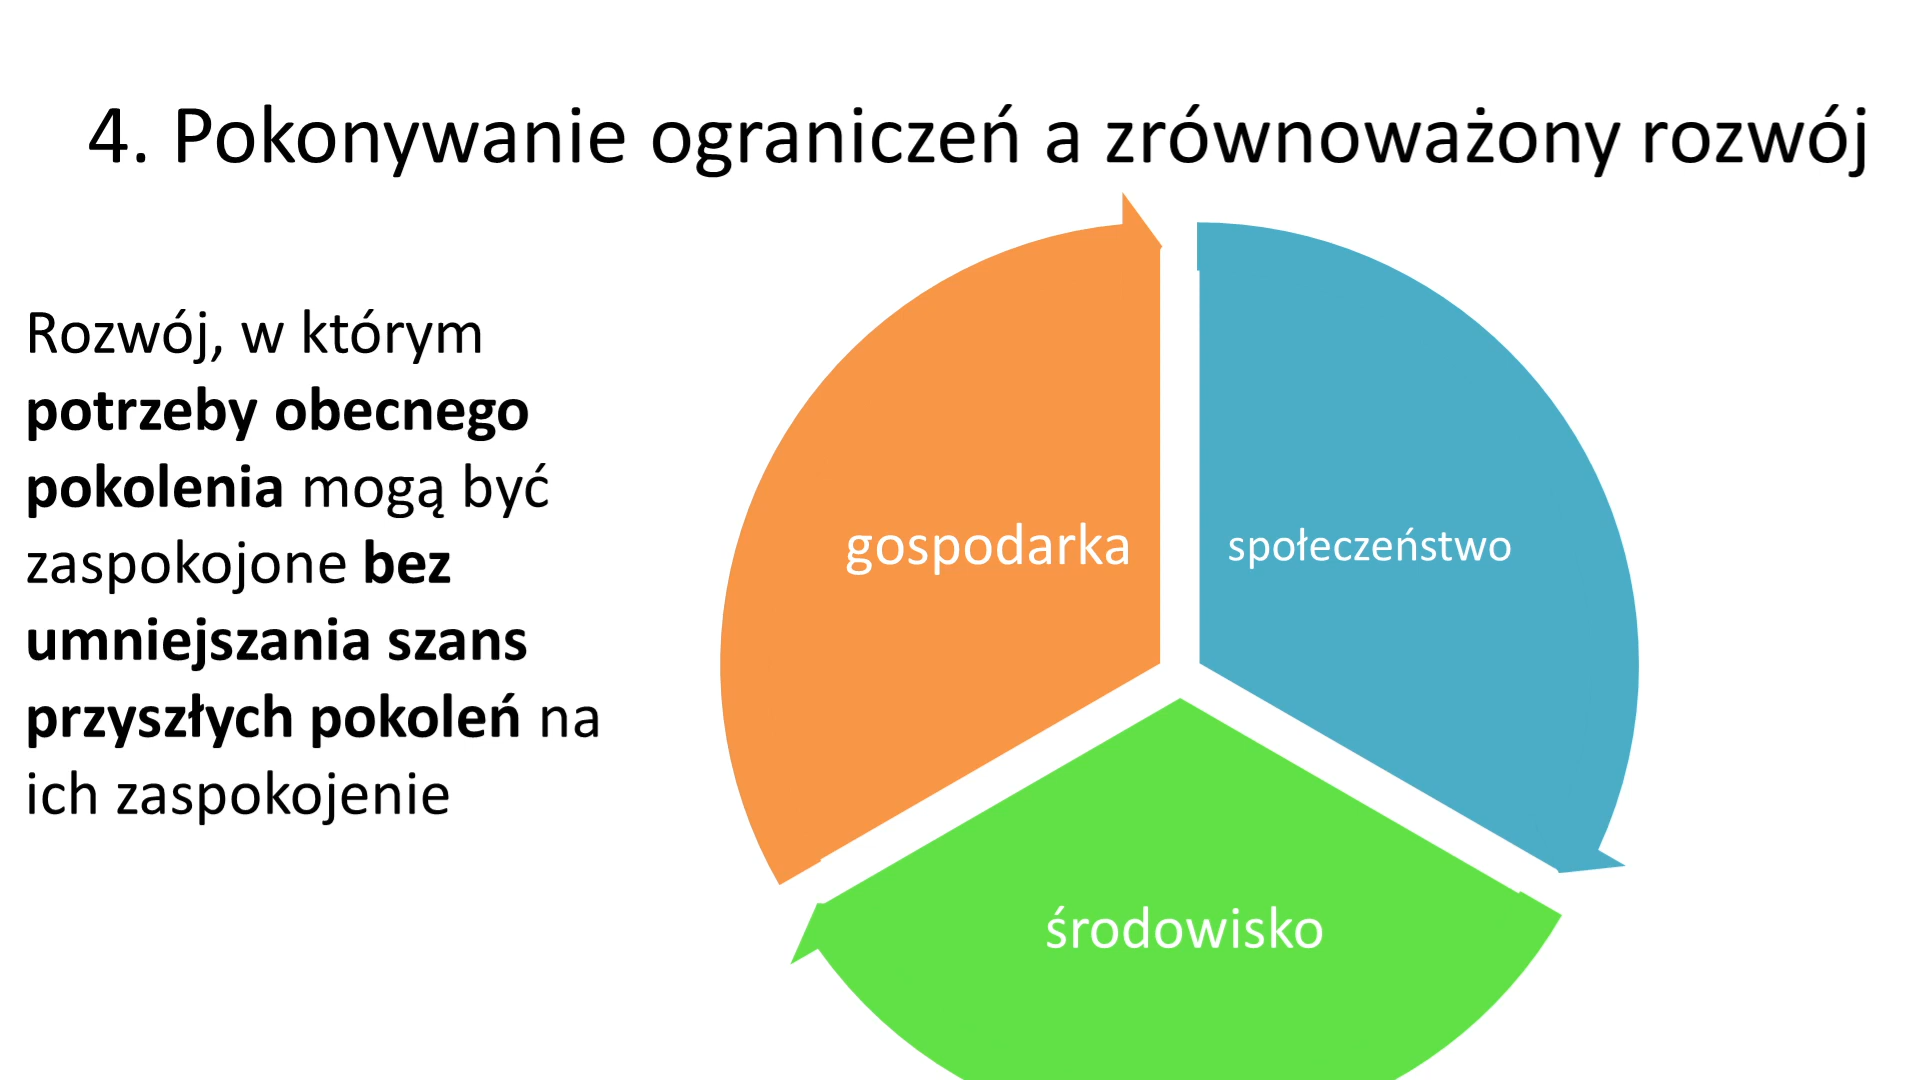 4. Pokonywanie ograniczeń a zrównoważony rozwój
Rozwój, w którym
potrzeby obecnego
pokolenia mogą być
zaspokojone bez
umniejszania szans
przyszłych pokoleń na
ich zaspokojenie
gospodarka
społeczeństwo
środowisko